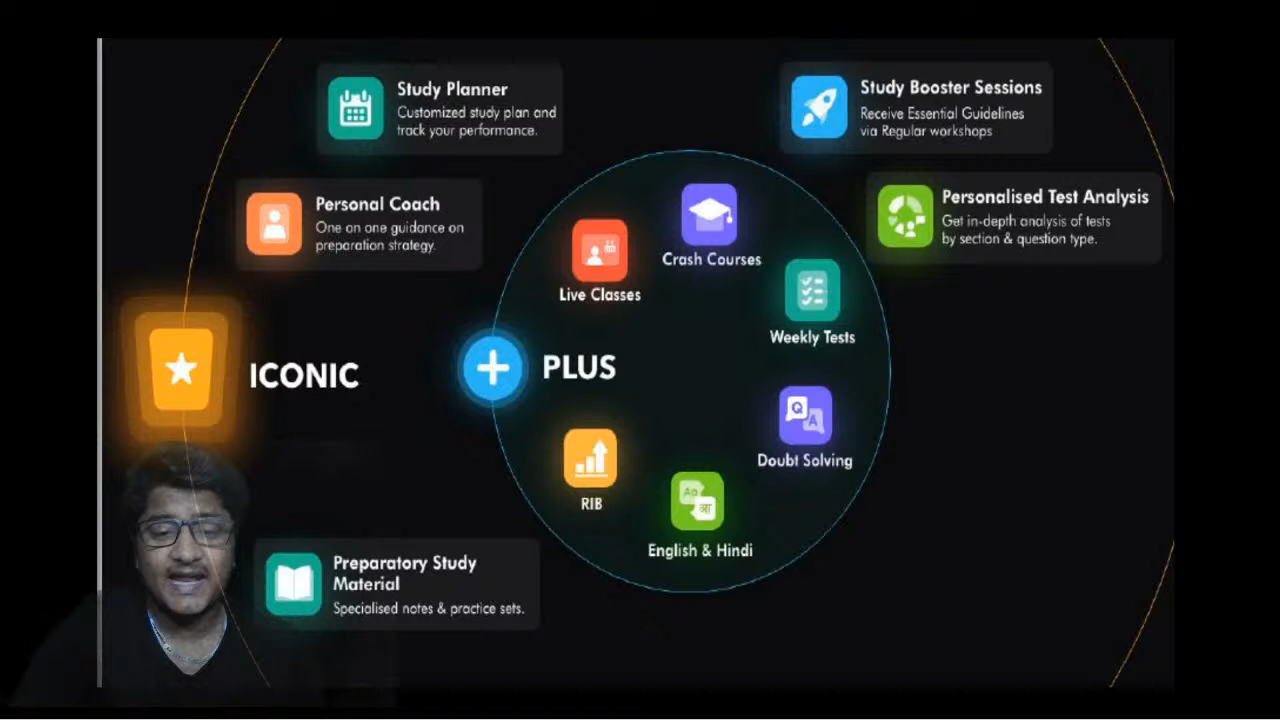 Study Planner
Customized study plan and
track your performance.
Study Booster Sessions
Receive Essential Guidelines
via Regular workshops
Personal Coach
One on one guidance on
preparation strategy.
Personalised Test Analysis
Get in-depth analysis of tests
by section & question type.
Crash Courses
Live Classes
Weekly Tests
ICONIC
PLUS
Q
A
Doubt Solving
RIB
Aa
आ
English & Hindi
Preparatory Study
Material
Specialised notes & practice sets.